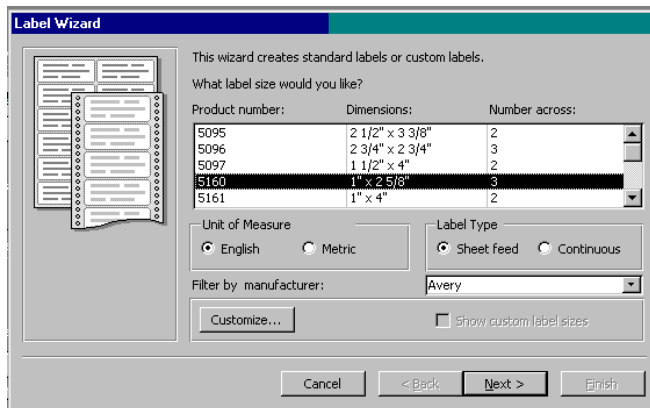 Label Wizard
This wizard creates standard labels or custom labels.
What label size would you like?
Product number: Dimensions: Number across:
5095 2 1/2" x 3 3/8" 2
5096 2 3/4" x 2 3/4" 3
5097 1 1/2" x 4" 2
5160 1" x 2 5/8" 3
5161 1" x 4" 2
Unit of Measure Label Type
English Metric Sheet feed Continuous
Filter by manufacturer: Avery
Customize... Show custom label sizes
Cancel < Back Next > Finish